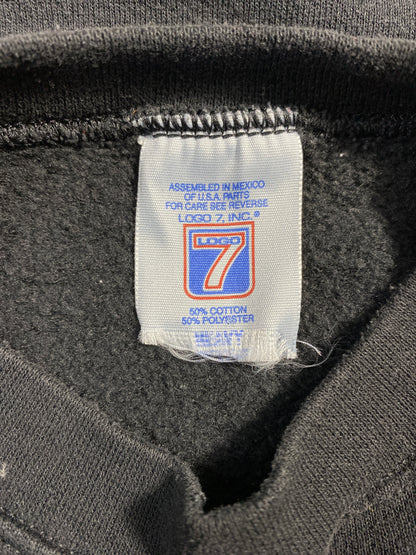 ASSEMBLED IN MEXICO
OF U.S.A. PARTS
FOR CARE SEE REVERSE
LOGO 7, INC.®
LOGO
7
50% COTTON
50% POLYESTER